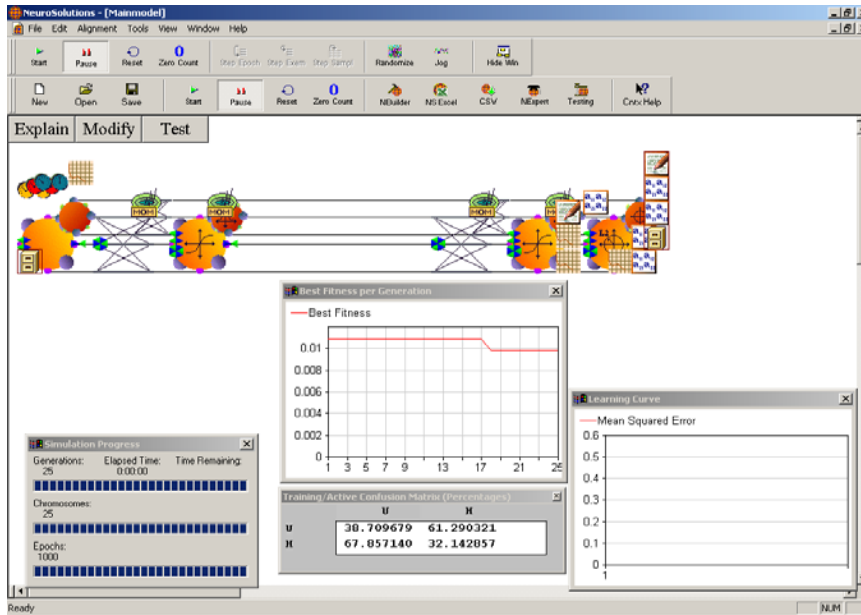 NeuroSolutions - [Mainmodel]
File Edit Alignment Tools View Window Help
Start Pause Reset Zero Count Step Epoch Step Exem Step Sampl Randomize Jog Hide Win
New Open Save Start Pause Reset Zero Count NBuilder NS Excel CSV NExpert Testing Cntx Help
Explain Modify Test
MOM MOM MOM MOM
Best Fitness per Generation
Best Fitness
0.01
0.008
0.006
0.004
0.002
0
1 3 5 7 9 13 17 21 25
Learning Curve
Mean Squared Error
0.6
0.5
0.4
0.3
0.2
0.1
0
1
Simulation Progress
Generations: Elapsed Time: Time Remaining:
25 0:00:00
Chromosomes:
25
Epochs:
1000
Training/Active Confusion Matrix (Percentages)
U H
U 38.709679 61.290321
H 67.857140 32.142857
Ready NUM